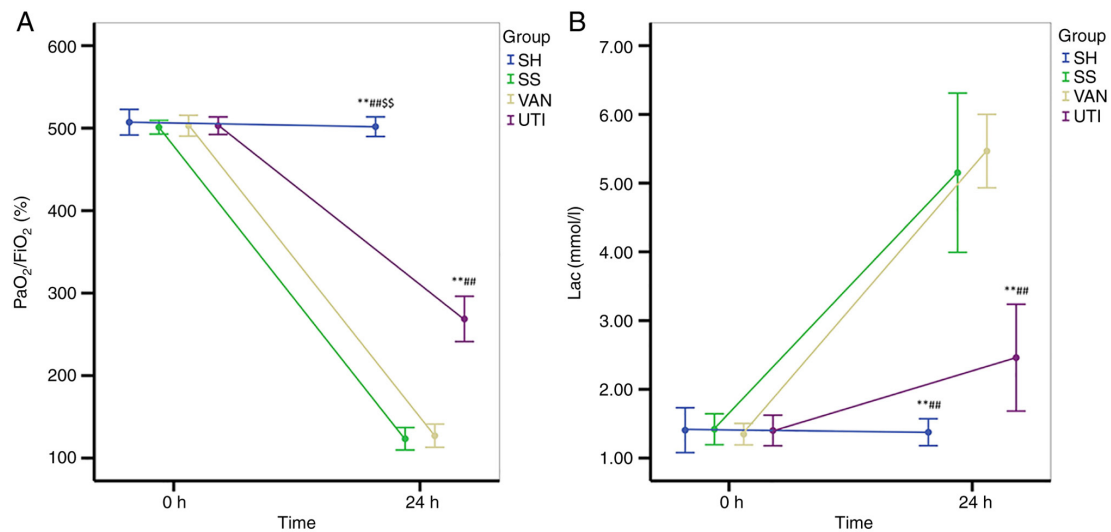 A
600
500
400
300
200
100
PaO2/FiO2 (%)
0 h
24 h
Time
**##$$
**##
Group
SH
SS
VAN
UTI
B
7.00
6.00
5.00
4.00
3.00
2.00
1.00
Lac (mmol/l)
0 h
24 h
Time
**##
**##
Group
SH
SS
VAN
UTI